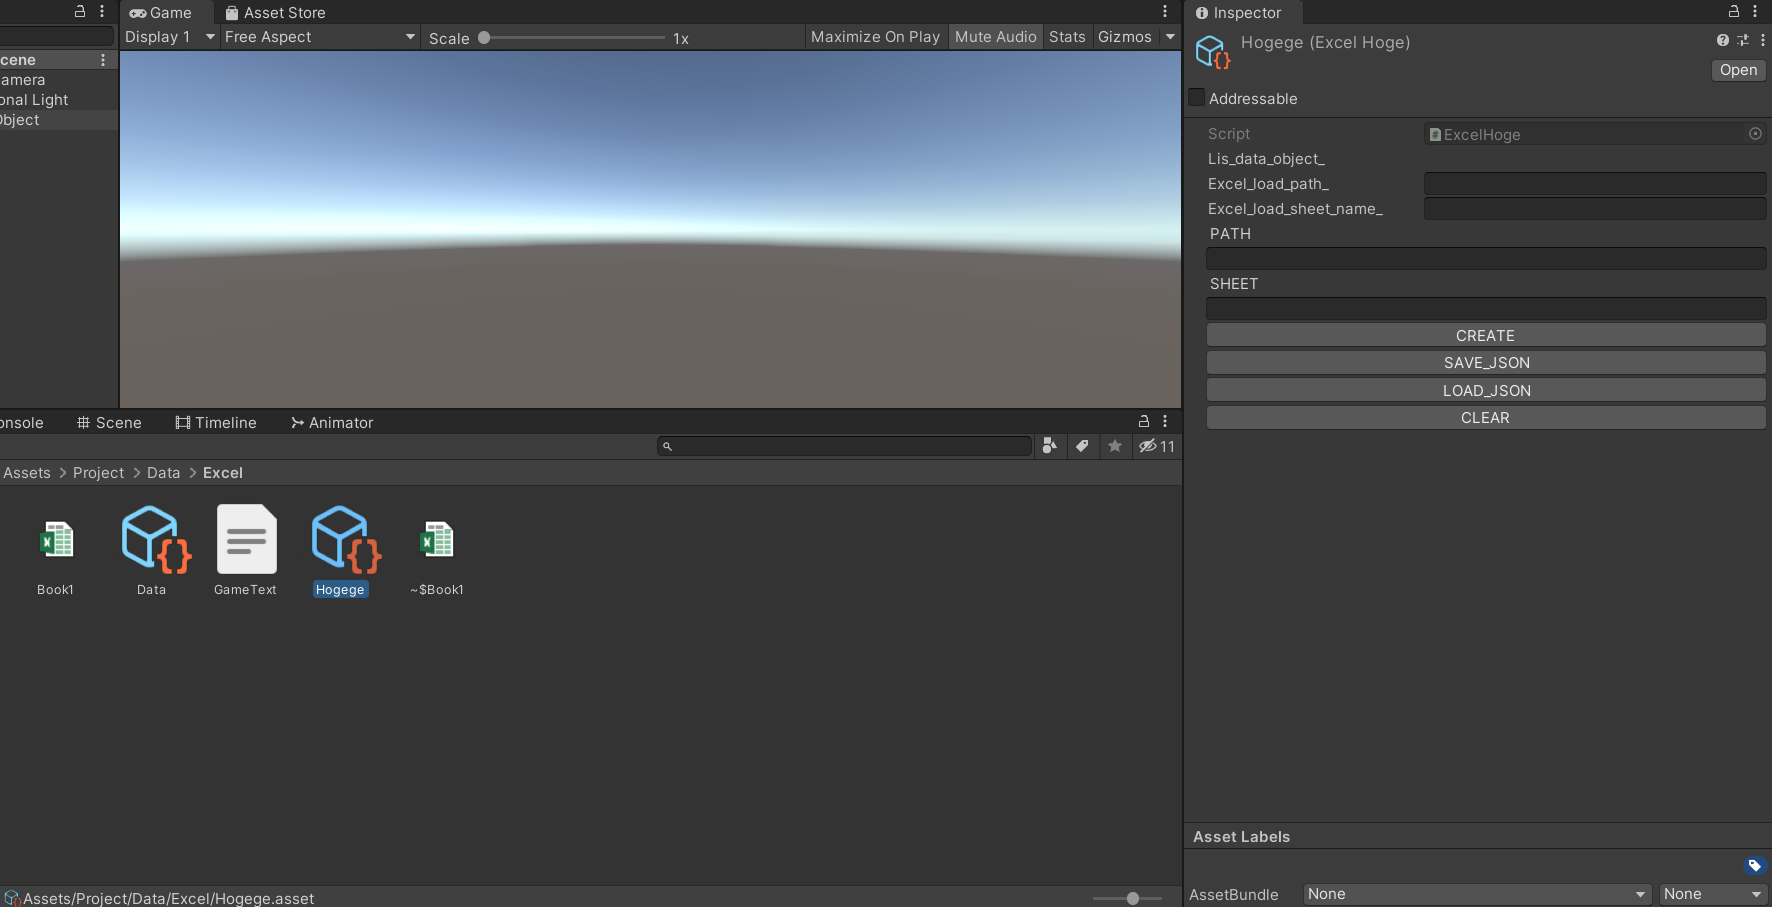 Game
Asset Store
Inspector
Display 1
Free Aspect
Scale
1x
Maximize On Play
Mute Audio
Stats
Gizmos
Hogege (Excel Hoge)
Open
cene
amera
onal Light
Object
Addressable
Script
ExcelHoge
Lis_data_object_
Excel_load_path_
Excel_load_sheet_name_
PATH
SHEET
CREATE
SAVE_JSON
LOAD_JSON
CLEAR
onsole
Scene
Timeline
Animator
11
Assets > Project > Data > Excel
Book1
Data
GameText
Hogege
~$Book1
Asset Labels
Assets/Project/Data/Excel/Hogege.asset
AssetBundle
None
None